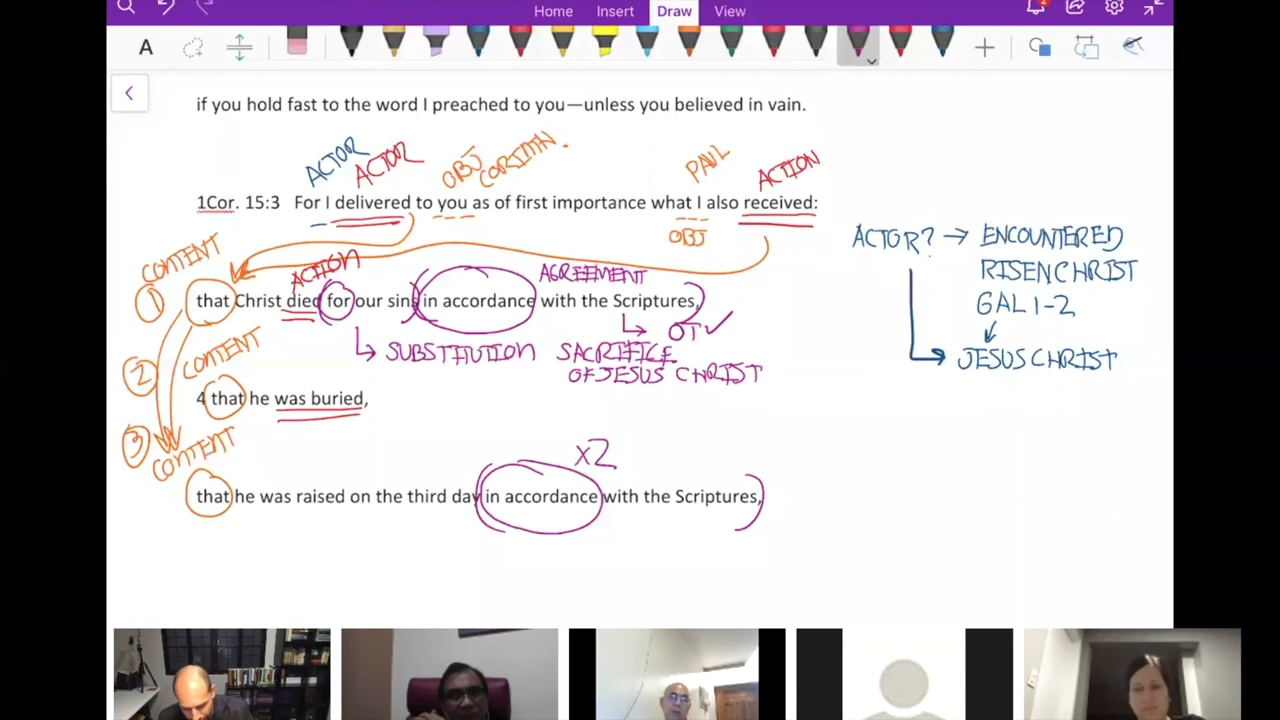 Home Insert Draw View
A
if you hold fast to the word I preached to you—unless you believed in vain.
ACTOR ACTOR OBJ CORINTH. PAUL ACTION
1Cor. 15:3 For I delivered to you as of first importance what I also received:
OBJ
ACTOR? → ENCOUNTERED
RISEN CHRIST
GAL 1-2
JESUS CHRIST
CONTENT ACTION AGREEMENT
1 that Christ died for our sins in accordance with the Scriptures,
OT ✓
SUBSTITUTION SACRIFICE
OF JESUS CHRIST
2 CONTENT
4 that he was buried,
3 CONTENT
x2
that he was raised on the third day in accordance with the Scriptures,